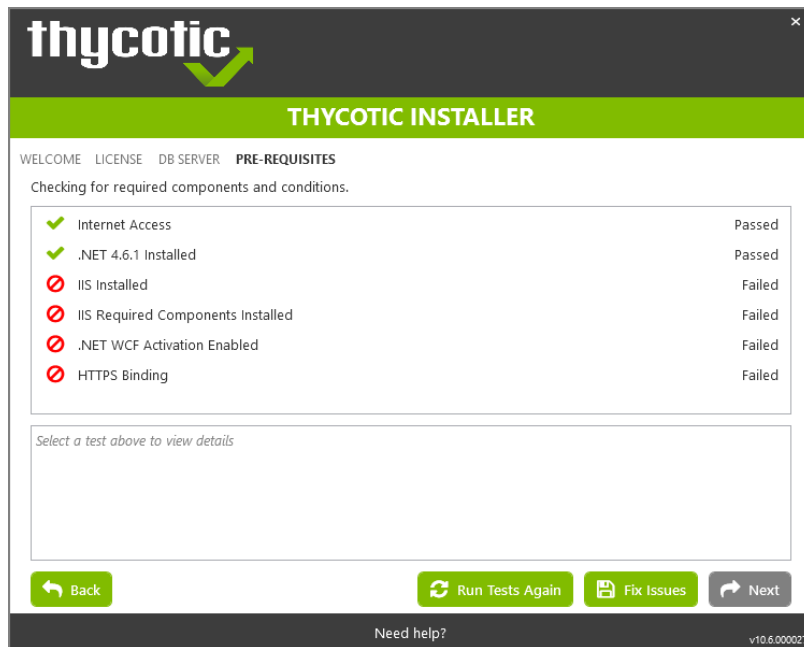 thycotic
×
THYCOTIC INSTALLER
WELCOME LICENSE DB SERVER PRE-REQUISITES
Checking for required components and conditions.
Internet Access Passed
.NET 4.6.1 Installed Passed
IIS Installed Failed
IIS Required Components Installed Failed
.NET WCF Activation Enabled Failed
HTTPS Binding Failed
Select a test above to view details
Back Run Tests Again Fix Issues Next
Need help?